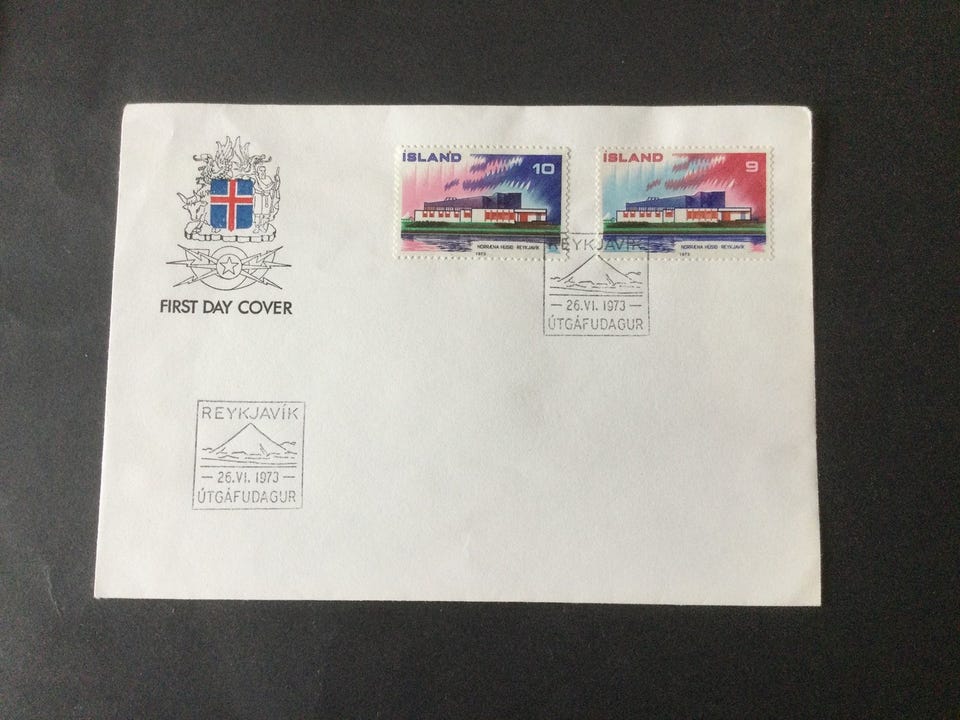 ÍSLAND 10
NORRÆNA HÚSIÐ REYKJAVÍK
1973
ÍSLAND 9
NORRÆNA HÚSIÐ REYKJAVÍK
1973
REYKJAVÍK
— 26.VI. 1973 —
ÚTGÁFUDAGUR
FIRST DAY COVER
REYKJAVÍK
— 26.VI. 1973 —
ÚTGÁFUDAGUR